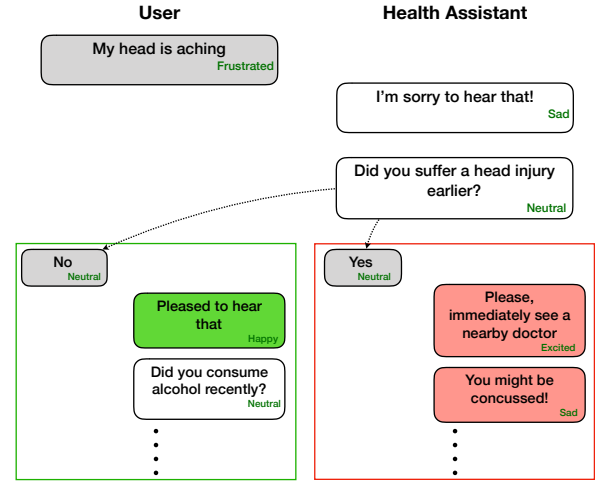 User
Health Assistant
My head is aching
Frustrated
I'm sorry to hear that!
Sad
Did you suffer a head injury
earlier?
Neutral
No
Neutral
Pleased to hear
that
Happy
Did you consume
alcohol recently?
Neutral
Yes
Neutral
Please,
immediately see a
nearby doctor
Excited
You might be
concussed!
Sad